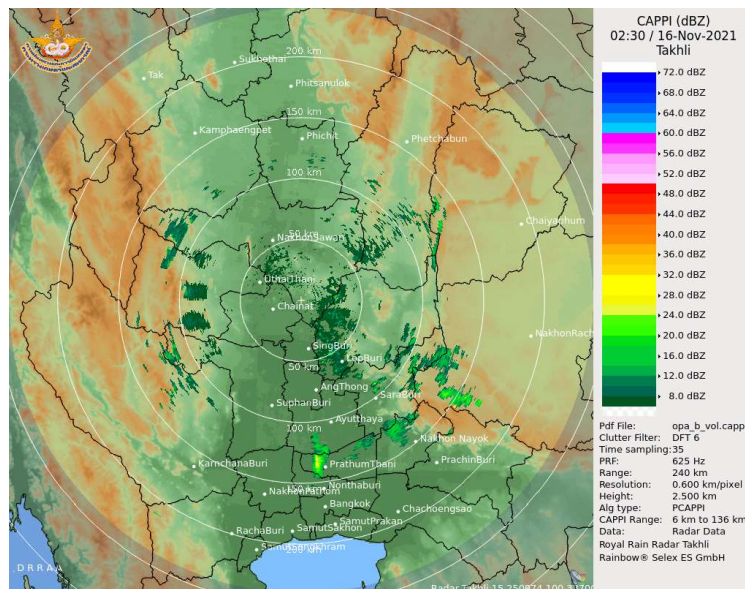 CAPPI (dBZ)
02:30 / 16-Nov-2021
Takhli
72.0 dBZ
68.0 dBZ
64.0 dBZ
60.0 dBZ
56.0 dBZ
52.0 dBZ
48.0 dBZ
44.0 dBZ
40.0 dBZ
36.0 dBZ
32.0 dBZ
28.0 dBZ
24.0 dBZ
20.0 dBZ
16.0 dBZ
12.0 dBZ
8.0 dBZ
Pdf File: opa_b_vol.capp
Clutter Filter: DFT 6
Time sampling:35
PRF: 625 Hz
Range: 240 km
Resolution: 0.600 km/pixel
Height: 2.500 km
Alg type: PCAPPI
CAPPI Range: 6 km to 136 km
Data: Radar Data
Royal Rain Radar Takhli
Rainbow® Selex ES GmbH
200 km
Sukhothai
Tak
Phitsanulok
150 km
Kamphaengpet
Phichit
Phetchabun
100 km
Chaiyaphum
50 km
NakhonSawan
UthaiThani
Chainat
NakhonRach
SingBuri
LopBuri
50 km
AngThong
SaraBuri
SuphanBuri
Ayutthaya
100 km
Nakhon Nayok
KarnchanaBuri
PrathumThani
PrachinBuri
150 km
Nonthaburi
NakhonPathom
Bangkok
Chachoengsao
SamutPrakan
RachaBuri
SamutSakhon
SamutSongkhram
200 km
D R R A A